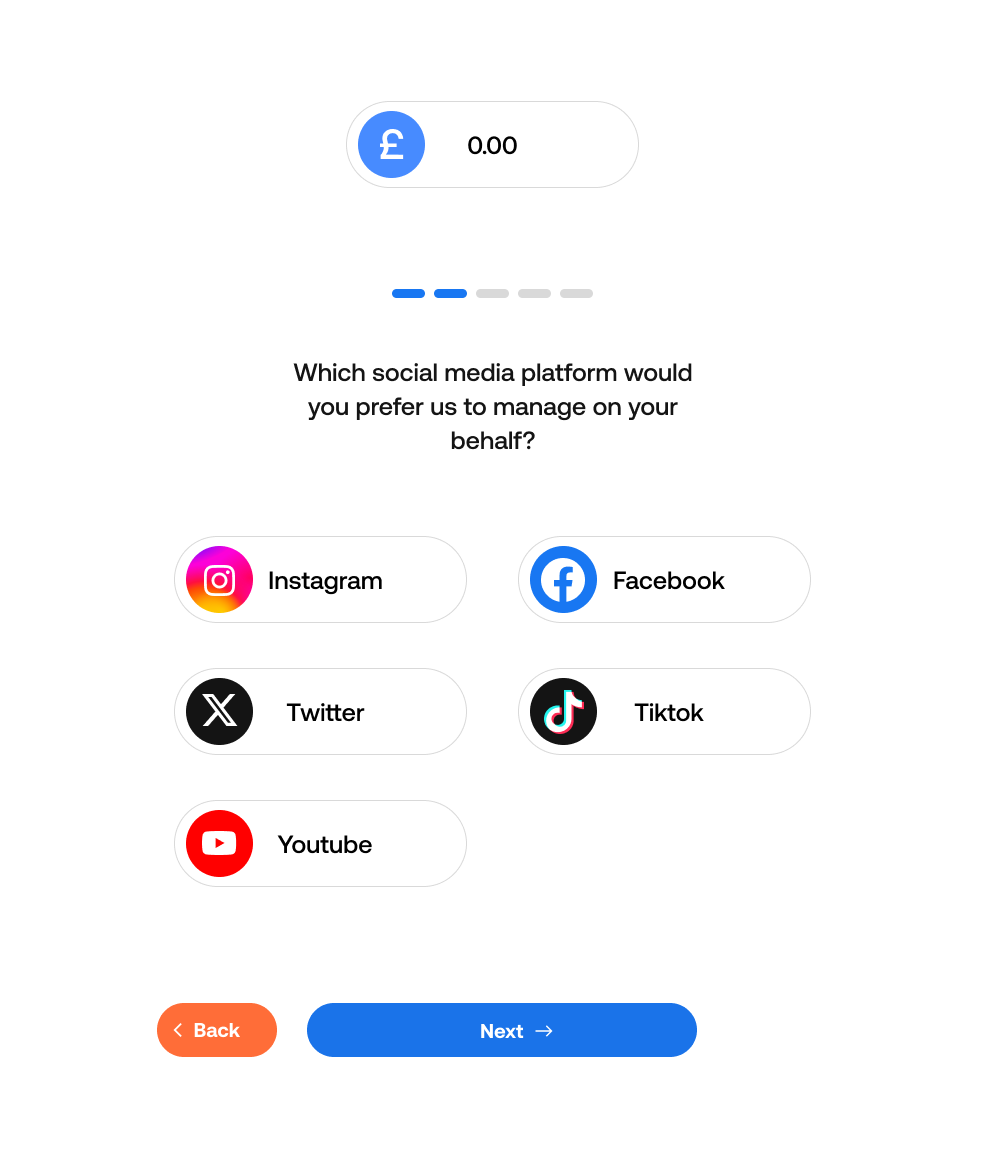 £ 0.00
Which social media platform would
you prefer us to manage on your
behalf?
Instagram
Facebook
Twitter
Tiktok
Youtube
Back
Next